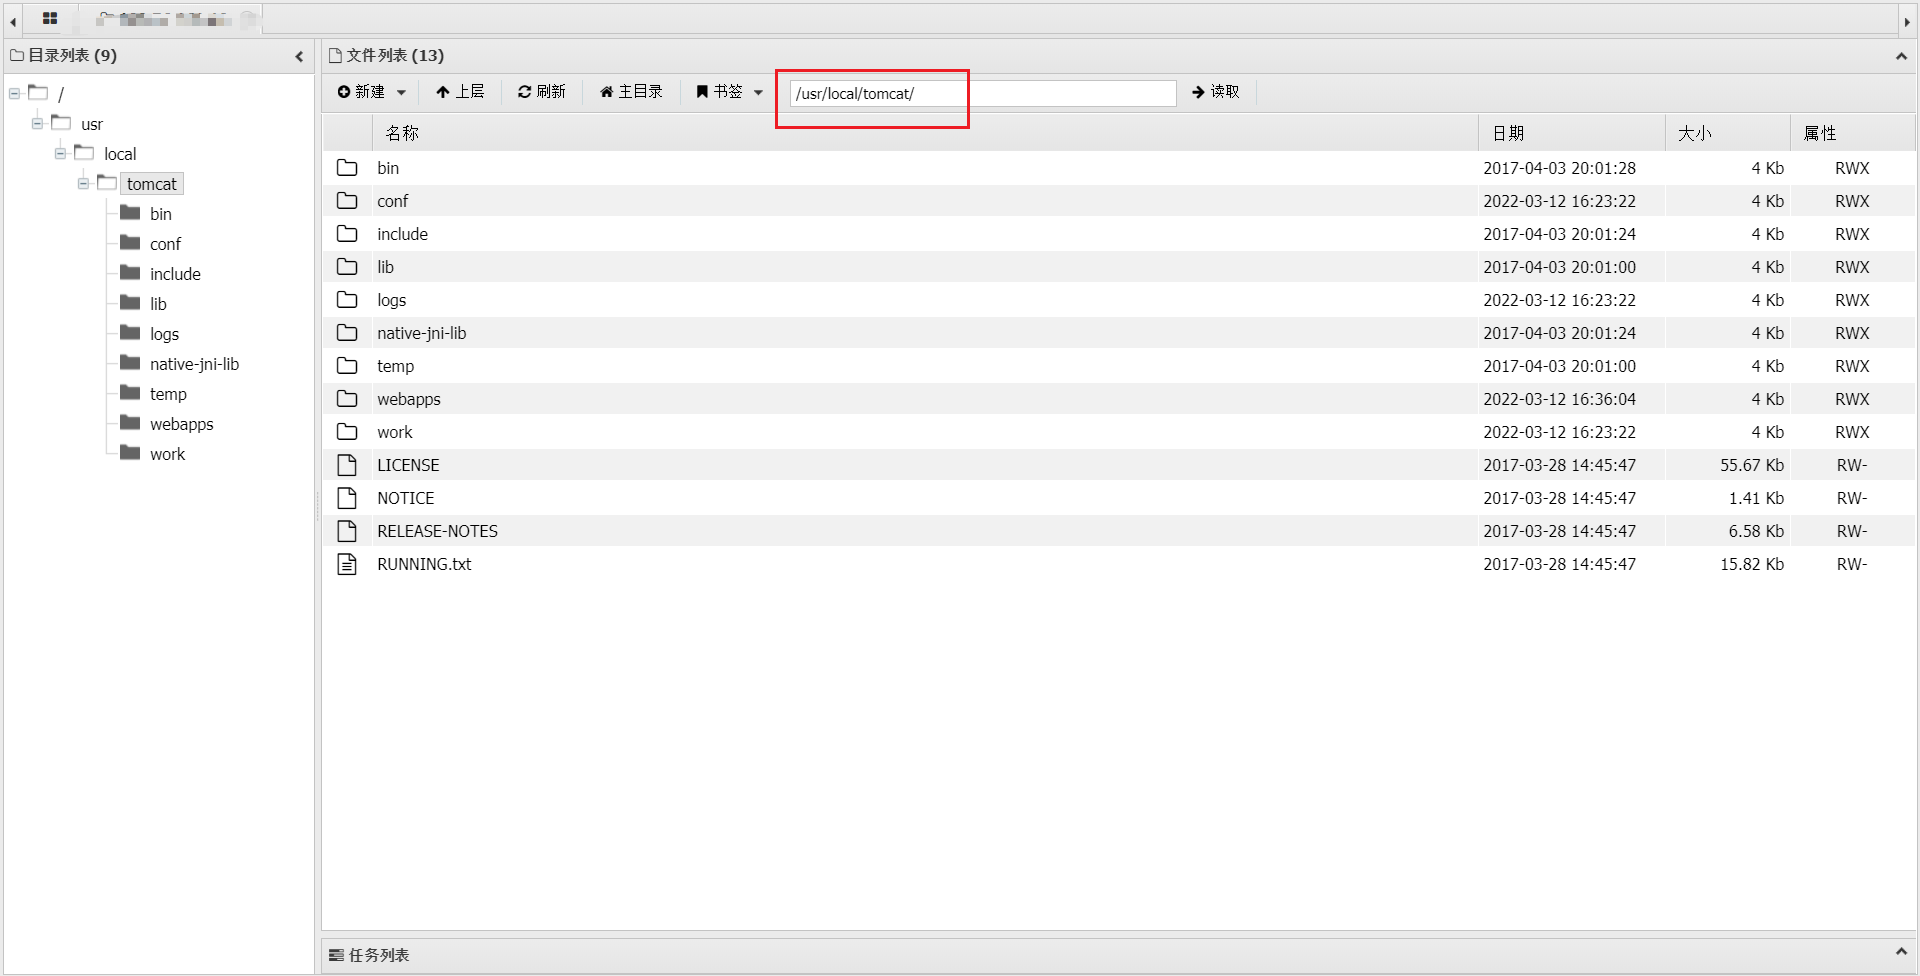 目录列表 (9)
/
usr
local
tomcat
bin
conf
include
lib
logs
native-jni-lib
temp
webapps
work
文件列表 (13)
新建 上层 刷新 主目录 书签 /usr/local/tomcat/ 读取
名称 日期 大小 属性
bin 2017-04-03 20:01:28 4 Kb RWX
conf 2022-03-12 16:23:22 4 Kb RWX
include 2017-04-03 20:01:24 4 Kb RWX
lib 2017-04-03 20:01:00 4 Kb RWX
logs 2022-03-12 16:23:22 4 Kb RWX
native-jni-lib 2017-04-03 20:01:24 4 Kb RWX
temp 2017-04-03 20:01:00 4 Kb RWX
webapps 2022-03-12 16:36:04 4 Kb RWX
work 2022-03-12 16:23:22 4 Kb RWX
LICENSE 2017-03-28 14:45:47 55.67 Kb RW-
NOTICE 2017-03-28 14:45:47 1.41 Kb RW-
RELEASE-NOTES 2017-03-28 14:45:47 6.58 Kb RW-
RUNNING.txt 2017-03-28 14:45:47 15.82 Kb RW-
任务列表